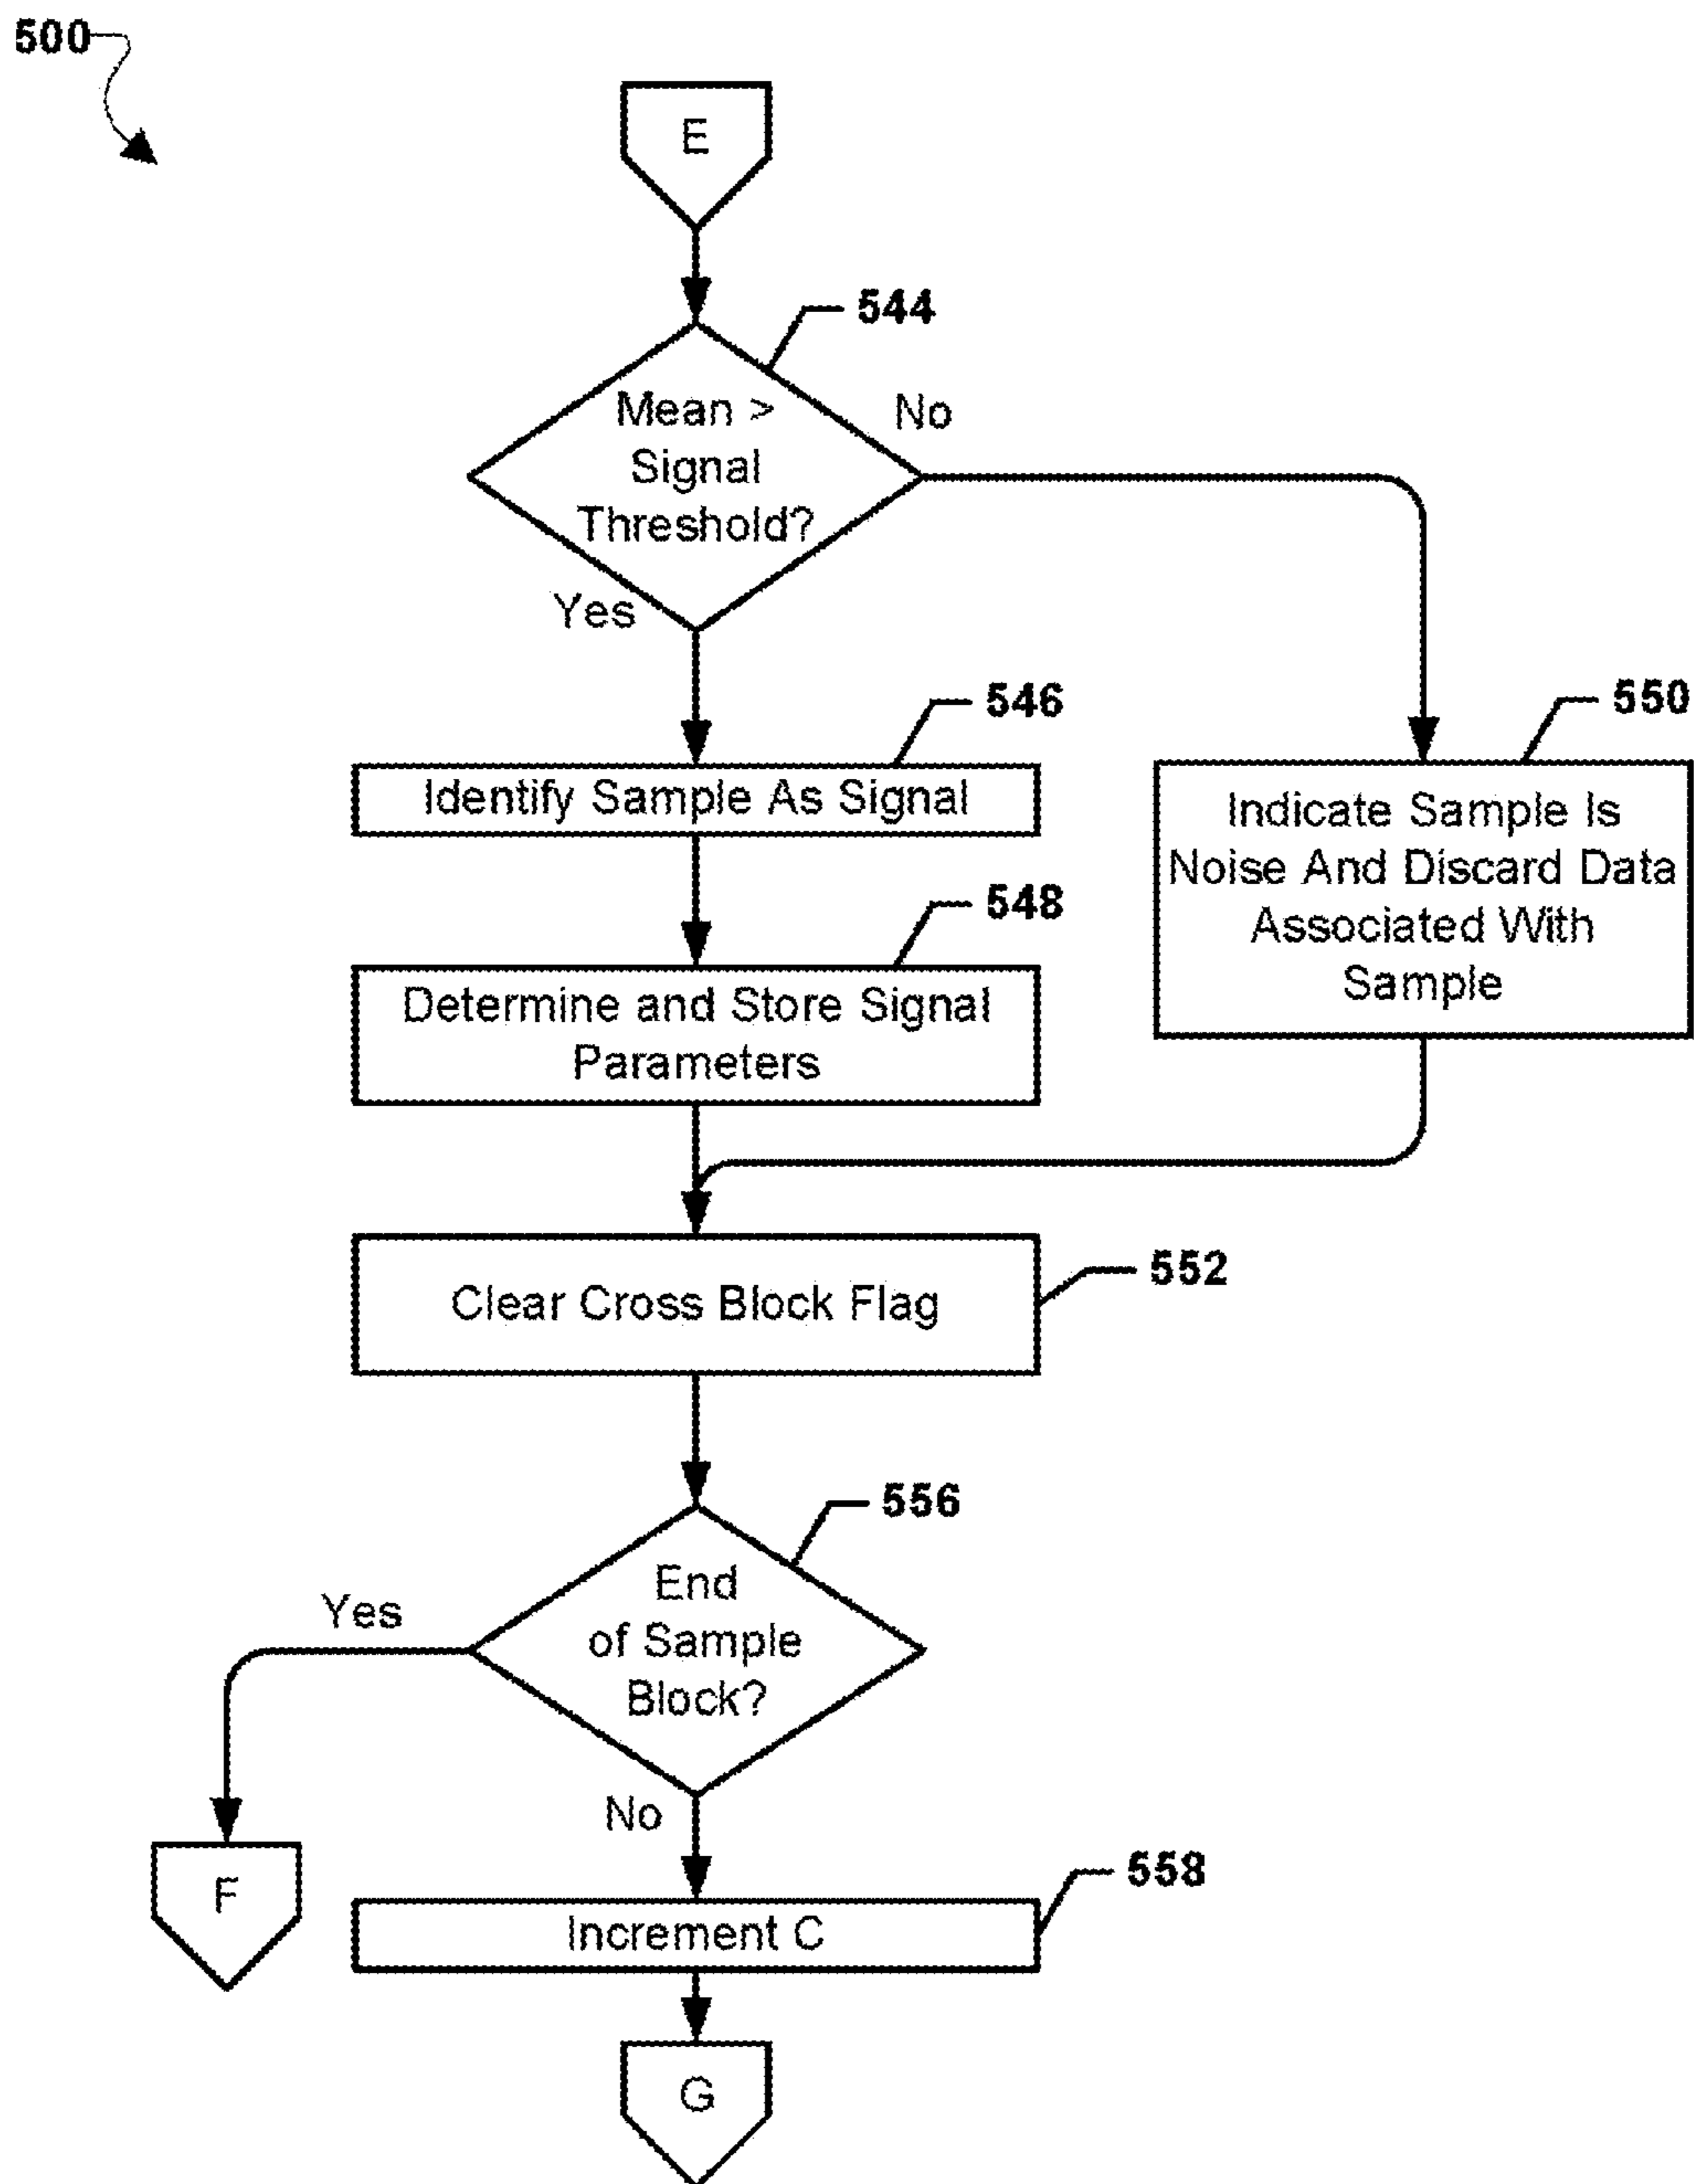 500
E
544
Mean >
Signal
Threshold?
No
Yes
546
Identify Sample As Signal
550
Indicate Sample Is
Noise And Discard Data
Associated With
Sample
548
Determine and Store Signal
Parameters
552
Clear Cross Block Flag
556
End
of Sample
Block?
Yes
No
F
558
Increment C
G